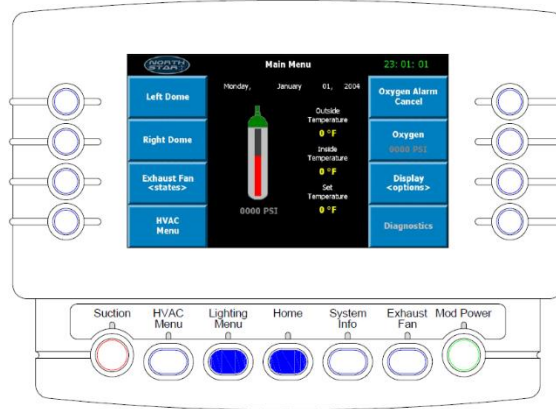 NORTH STAR
Main Menu
23: 01: 01
Left Dome
Right Dome
Exhaust Fan
<states>
HVAC
Menu
Monday, January 01, 2004
Outside
Temperature
0 °F
Inside
Temperature
0 °F
Set
Temperature
0 °F
0000 PSI
Oxygen Alarm
Cancel
Oxygen
0000 PSI
Display
<options>
Diagnostics
Suction
HVAC
Menu
Lighting
Menu
Home
System
Info
Exhaust
Fan
Mod Power